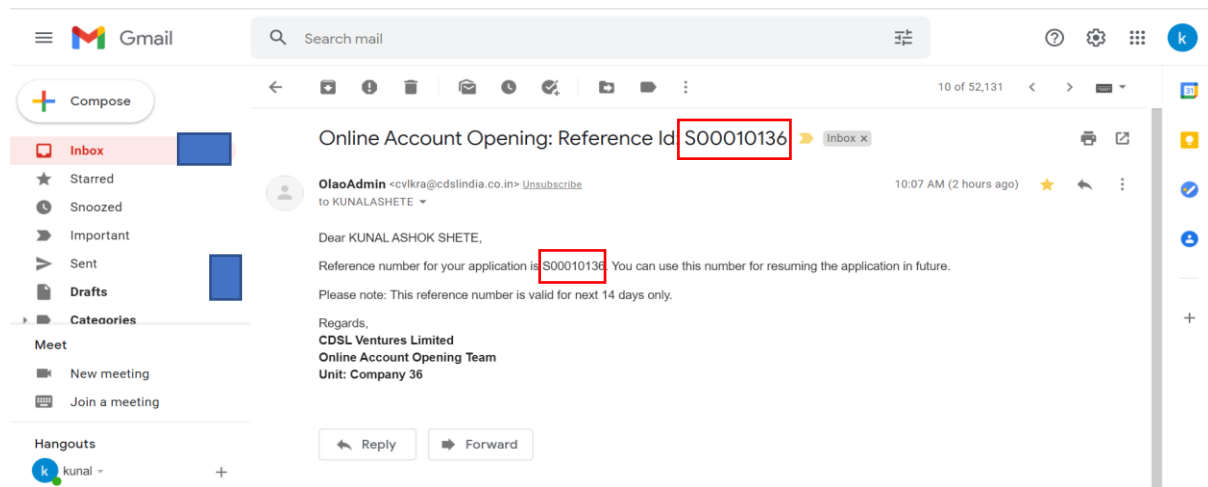 Gmail
Search mail
k
Compose
10 of 52,131
31
Online Account Opening: Reference Id: S00010136 Inbox ×
Inbox
Starred
Snoozed
Important
Sent
Drafts
Categories
OlaoAdmin <cvlkra@cdslindia.co.in> Unsubscribe
10:07 AM (2 hours ago)
to KUNALASHETE
Dear KUNAL ASHOK SHETE,
Reference number for your application is S00010136. You can use this number for resuming the application in future.
Please note: This reference number is valid for next 14 days only.
Regards,
CDSL Ventures Limited
Online Account Opening Team
Unit: Company 36
Meet
New meeting
Join a meeting
Reply
Forward
Hangouts
k
kunal